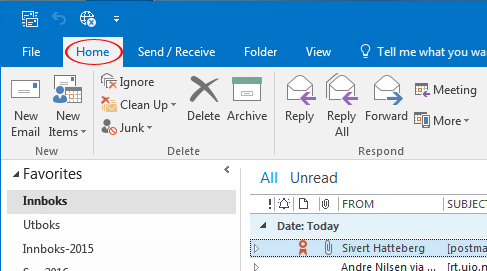 File Home Send / Receive Folder View Tell me what you wa
New Email
New Items
Ignore
Clean Up
Junk
Delete
Archive
Reply
Reply All
Forward
Meeting
More
New Delete Respond
Favorites
Innboks
Utboks
Innboks-2015
All Unread
! FROM SUBJEC
Date: Today
Sivert Hatteberg [postma
Andre Nilsen via ... [rt.uio.no